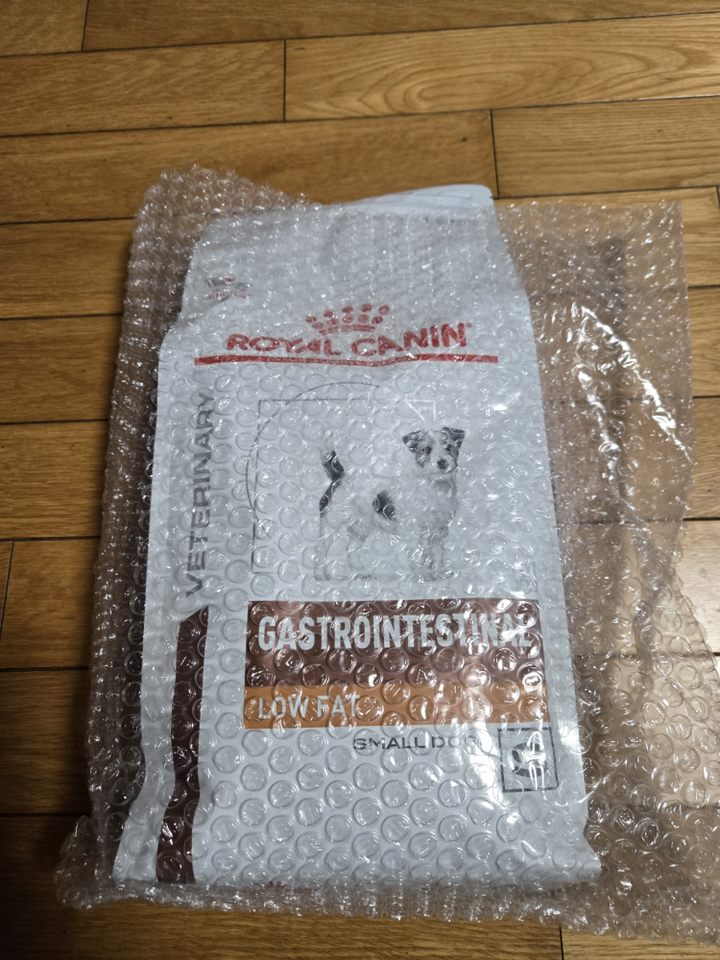 ROYAL CANIN
VETERINARY
GASTROINTESTINAL
LOW FAT
SMALL DOG